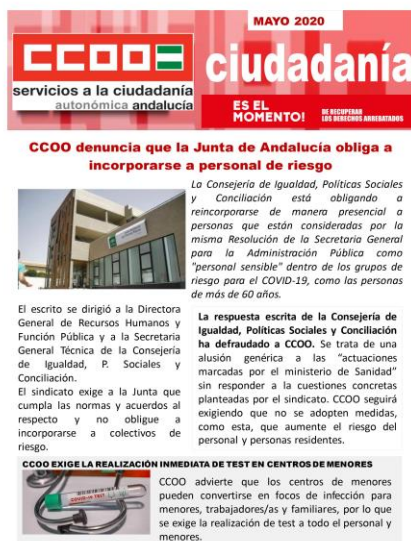 MAYO 2020
CCOO
servicios a la ciudadanía
autonómica andalucía
ciudadanía
ES EL
MOMENTO!
DE RECUPERAR
LOS DERECHOS ARREBATADOS
CCOO denuncia que la Junta de Andalucía obliga a
incorporarse a personal de riesgo
La Consejería de Igualdad, Políticas Sociales
y Conciliación está obligando a
reincorporarse de manera presencial a
personas que están consideradas por la
misma Resolución de la Secretaria General
para la Administración Pública como
"personal sensible" dentro de los grupos de
riesgo para el COVID-19, como las personas
de más de 60 años.
El escrito se dirigió a la Directora
General de Recursos Humanos y
Función Pública y a la Secretaria
General Técnica de la Consejería
de Igualdad, P. Sociales y
Conciliación.
El sindicato exige a la Junta que
cumpla las normas y acuerdos al
respecto y no obligue a
incorporarse a colectivos de
riesgo.
La respuesta escrita de la Consejería de
Igualdad, Políticas Sociales y Conciliación
ha defraudado a CCOO. Se trata de una
alusión genérica a las "actuaciones
marcadas por el ministerio de Sanidad"
sin responder a la cuestiones concretas
planteadas por el sindicato. CCOO seguirá
exigiendo que no se adopten medidas,
como esta, que aumente el riesgo del
personal y personas residentes.
CCOO EXIGE LA REALIZACIÓN INMEDIATA DE TEST EN CENTROS DE MENORES
CCOO advierte que los centros de menores
pueden convertirse en focos de infección para
menores, trabajadores/as y familiares, por lo que
se exige la realización de test a todo el personal y
menores.